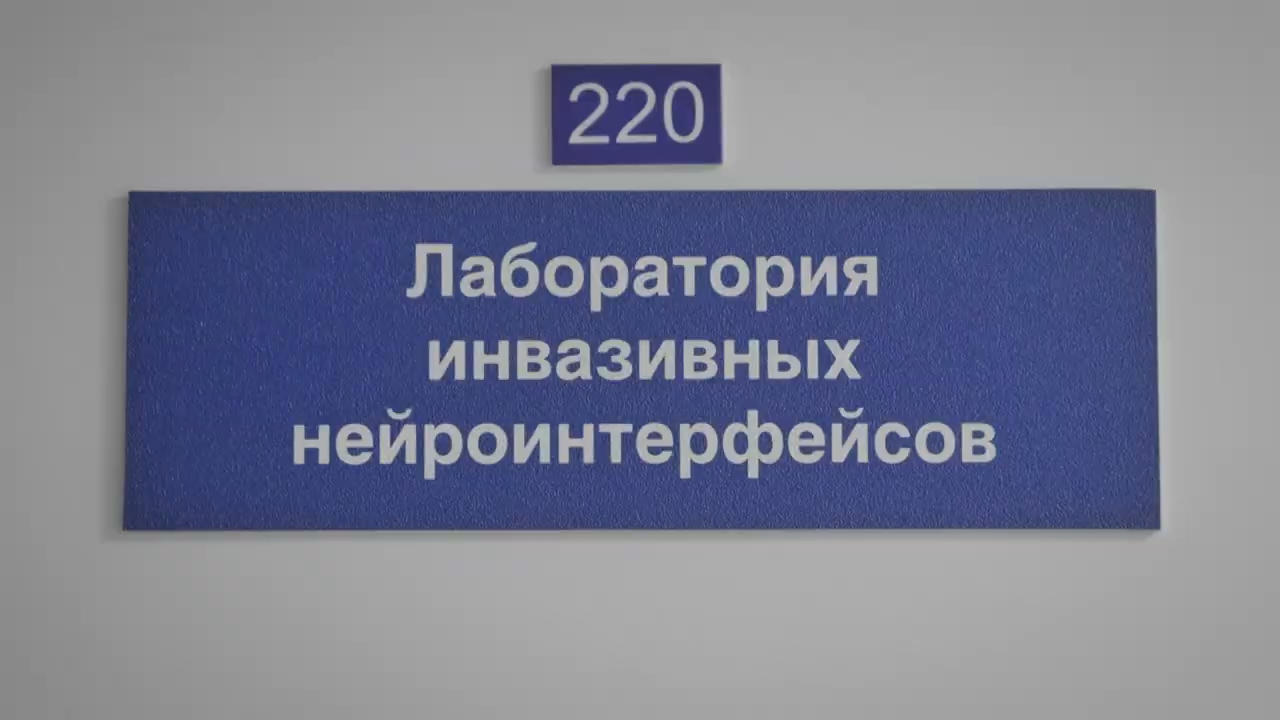 220
Лаборатория
инвазивных
нейроинтерфейсов